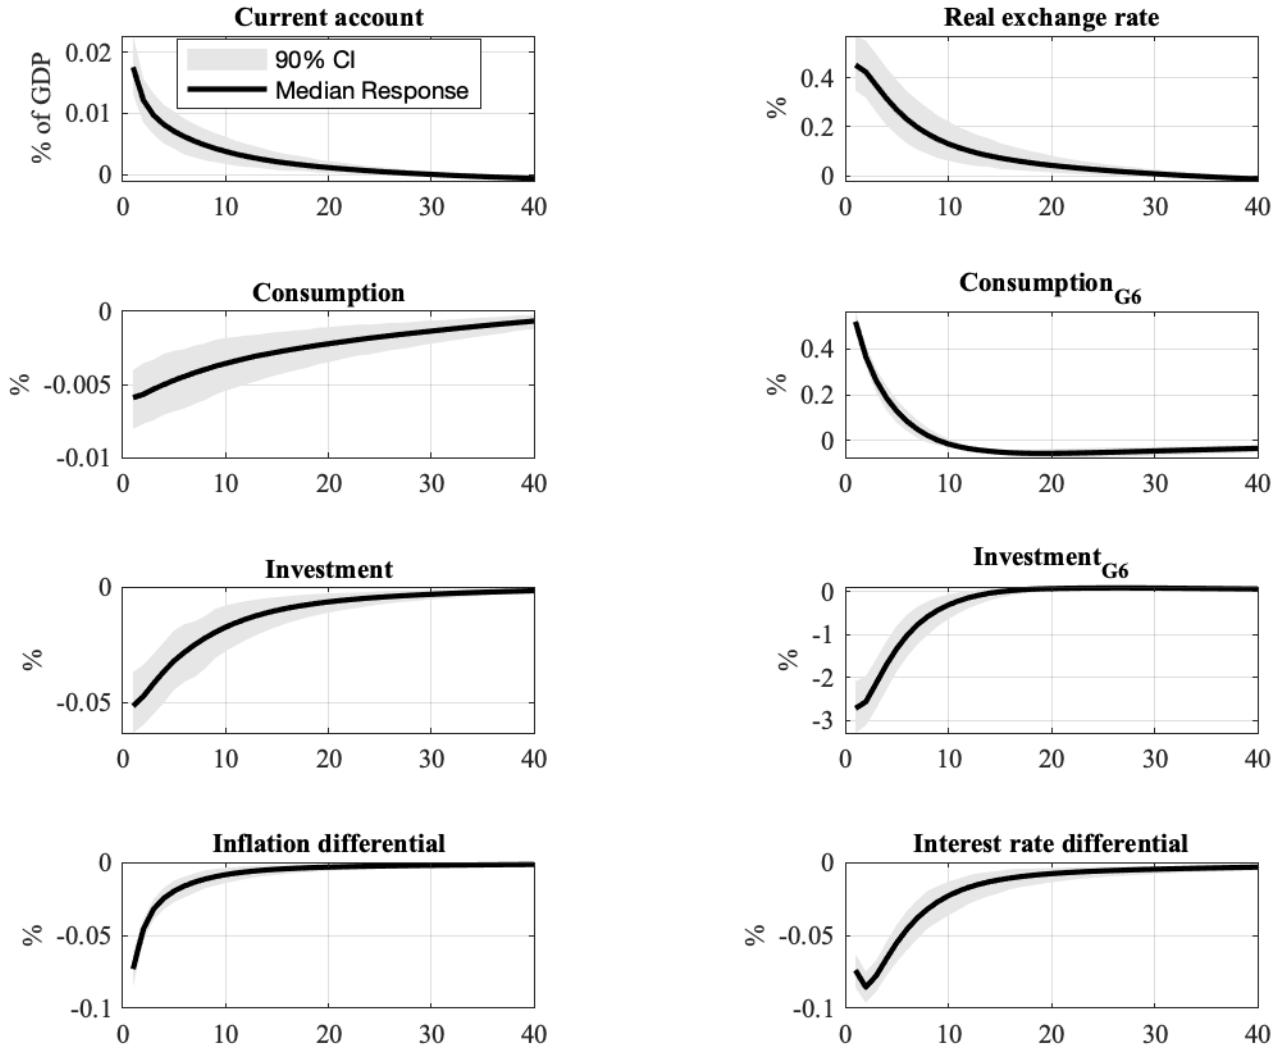 Current account
% of GDP
0.02
0.01
0
90% CI
Median Response
0 10 20 30 40
Real exchange rate
%
0.4
0.2
0
0 10 20 30 40
Consumption
%
0
-0.005
-0.01
0 10 20 30 40
Consumption_G6
%
0.4
0.2
0
0 10 20 30 40
Investment
%
0
-0.05
0 10 20 30 40
Investment_G6
%
0
-1
-2
-3
0 10 20 30 40
Inflation differential
%
0
-0.05
-0.1
0 10 20 30 40
Interest rate differential
%
0
-0.05
-0.1
0 10 20 30 40